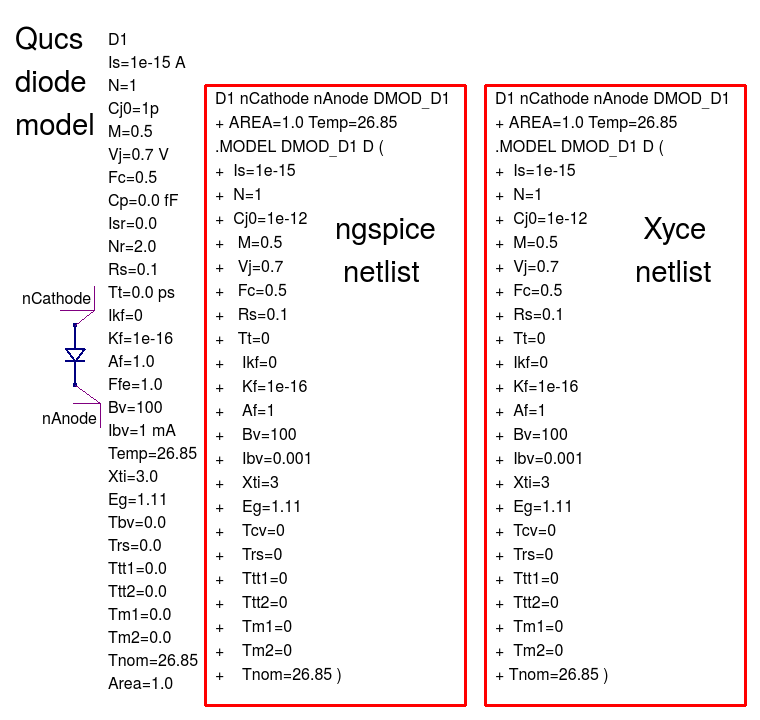 Qucs
diode
model
D1
Is=1e-15 A
N=1
Cj0=1p
M=0.5
Vj=0.7 V
Fc=0.5
Cp=0.0 fF
Isr=0.0
Nr=2.0
Rs=0.1
Tt=0.0 ps
Ikf=0
Kf=1e-16
Af=1.0
Ffe=1.0
Bv=100
Ibv=1 mA
Temp=26.85
Xti=3.0
Eg=1.11
Tbv=0.0
Trs=0.0
Ttt1=0.0
Ttt2=0.0
Tm1=0.0
Tm2=0.0
Tnom=26.85
Area=1.0
nCathode
nAnode
D1 nCathode nAnode DMOD_D1
+ AREA=1.0 Temp=26.85
.MODEL DMOD_D1 D (
+ Is=1e-15
+ N=1
+ Cj0=1e-12
+ M=0.5
+ Vj=0.7
+ Fc=0.5
+ Rs=0.1
+ Tt=0
+ Ikf=0
+ Kf=1e-16
+ Af=1
+ Bv=100
+ Ibv=0.001
+ Xti=3
+ Eg=1.11
+ Tcv=0
+ Trs=0
+ Ttt1=0
+ Ttt2=0
+ Tm1=0
+ Tm2=0
+ Tnom=26.85 )
ngspice
netlist
D1 nCathode nAnode DMOD_D1
+ AREA=1.0 Temp=26.85
.MODEL DMOD_D1 D (
+ Is=1e-15
+ N=1
+ Cj0=1e-12
+ M=0.5
+ Vj=0.7
+ Fc=0.5
+ Rs=0.1
+ Tt=0
+ Ikf=0
+ Kf=1e-16
+ Af=1
+ Bv=100
+ Ibv=0.001
+ Xti=3
+ Eg=1.11
+ Tcv=0
+ Trs=0
+ Ttt1=0
+ Ttt2=0
+ Tm1=0
+ Tm2=0
+ Tnom=26.85 )
Xyce
netlist